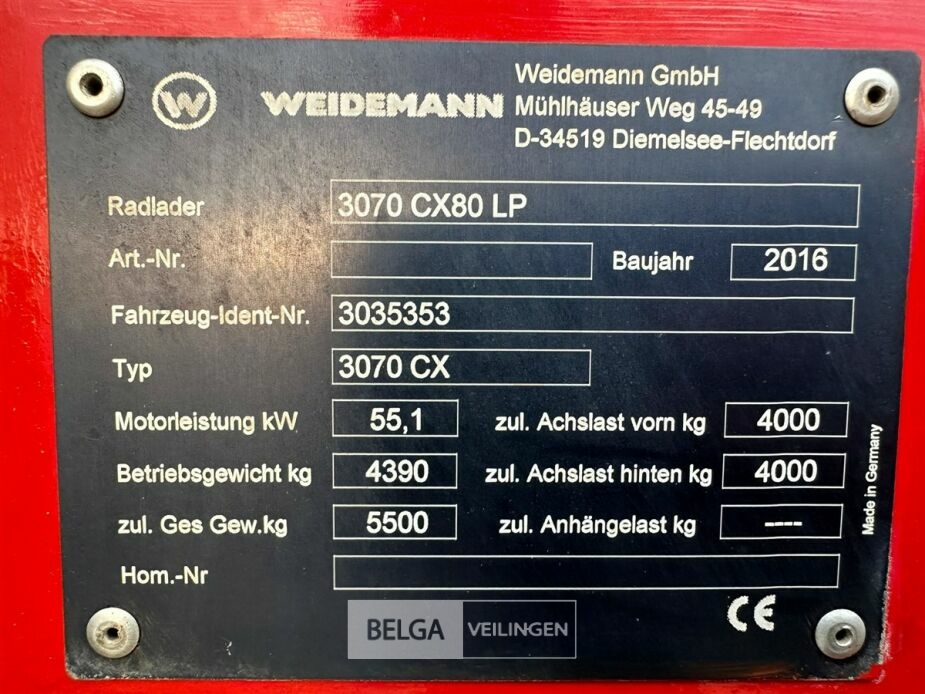 W WEIDEMANN
Weidemann GmbH
Mühlhäuser Weg 45-49
D-34519 Diemelsee-Flechtdorf
Radlader 3070 CX80 LP
Art.-Nr. Baujahr 2016
Fahrzeug-Ident-Nr. 3035353
Typ 3070 CX
Motorleistung kW 55,1 zul. Achslast vorn kg 4000
Betriebsgewicht kg 4390 zul. Achslast hinten kg 4000
zul. Ges Gew.kg 5500 zul. Anhängelast kg ----
Hom.-Nr
Made in Germany
CE
BELGA VEILINGEN